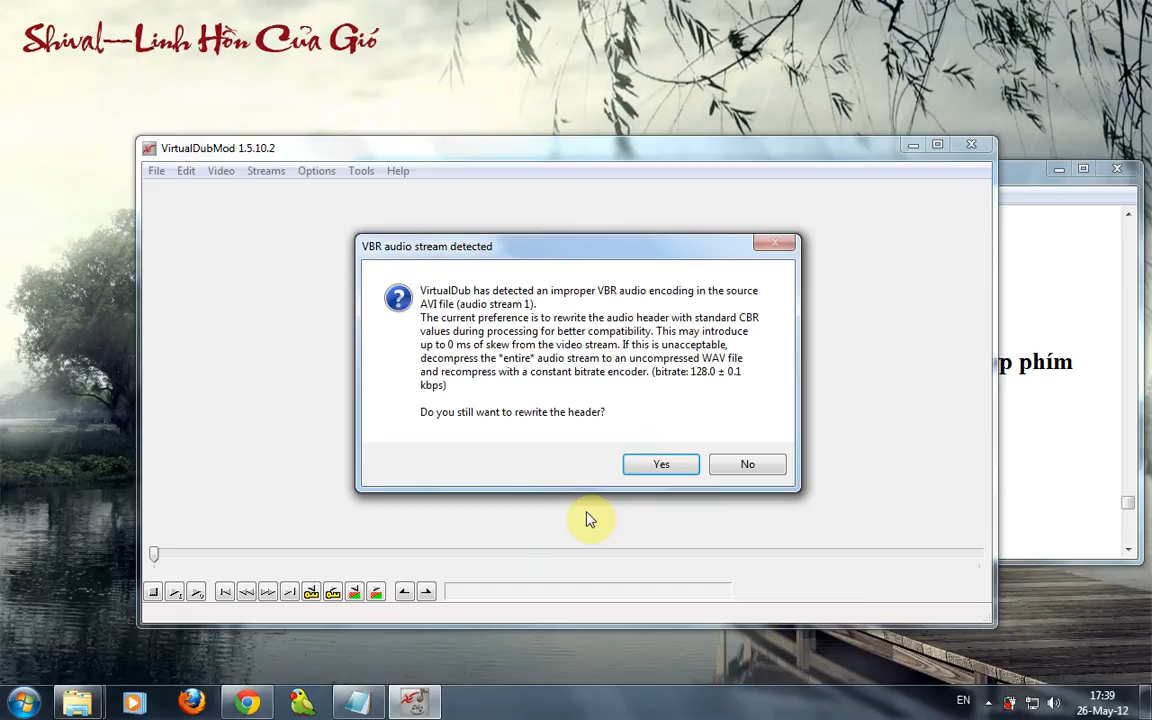 Shival—Linh Hồn Của Gió
VirtualDubMod 1.5.10.2
File Edit Video Streams Options Tools Help
VBR audio stream detected
VirtualDub has detected an improper VBR audio encoding in the source
AVI file (audio stream 1).
The current preference is to rewrite the audio header with standard CBR
values during processing for better compatibility. This may introduce
up to 0 ms of skew from the video stream. If this is unacceptable,
decompress the *entire* audio stream to an uncompressed WAV file
and recompress with a constant bitrate encoder. (bitrate: 128.0 ± 0.1
kbps)
Do you still want to rewrite the header?
Yes No
p phím
EN
17:39
26-May-12